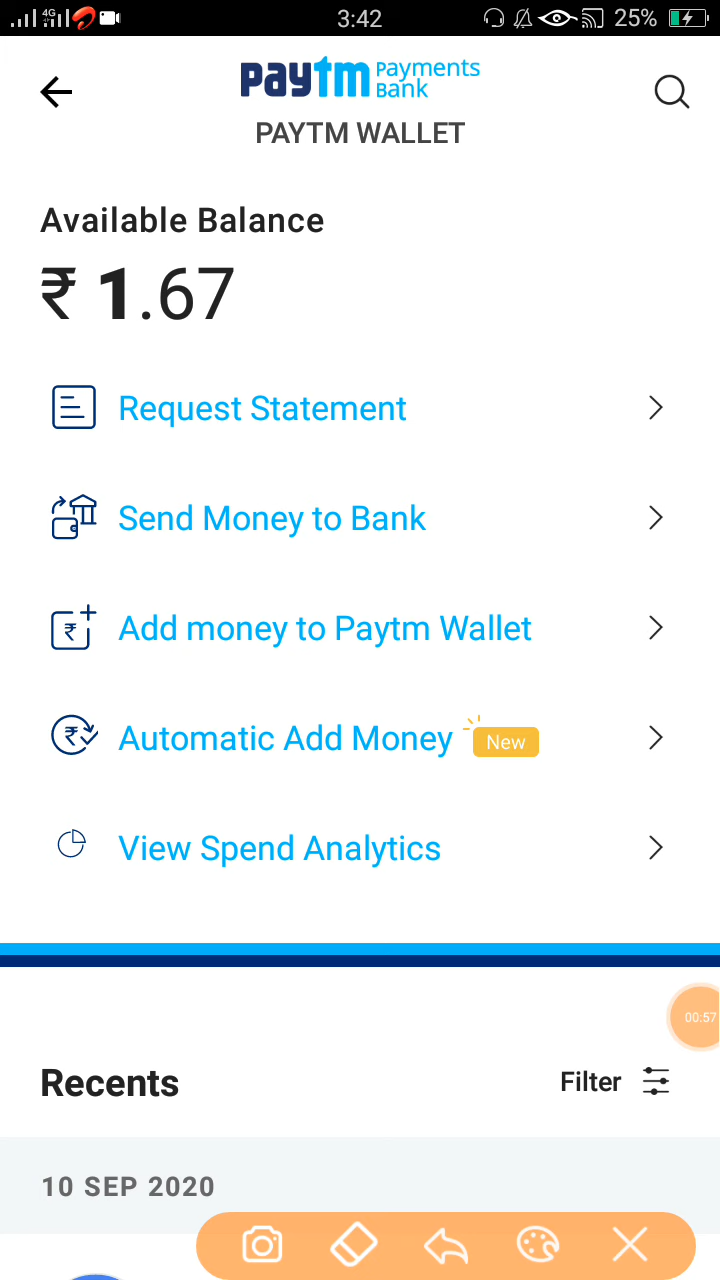 4G
3:42
25%
paytm Payments Bank
PAYTM WALLET
Available Balance
₹ 1.67
Request Statement
Send Money to Bank
Add money to Paytm Wallet
Automatic Add Money New
View Spend Analytics
00:57
Recents
Filter
10 SEP 2020